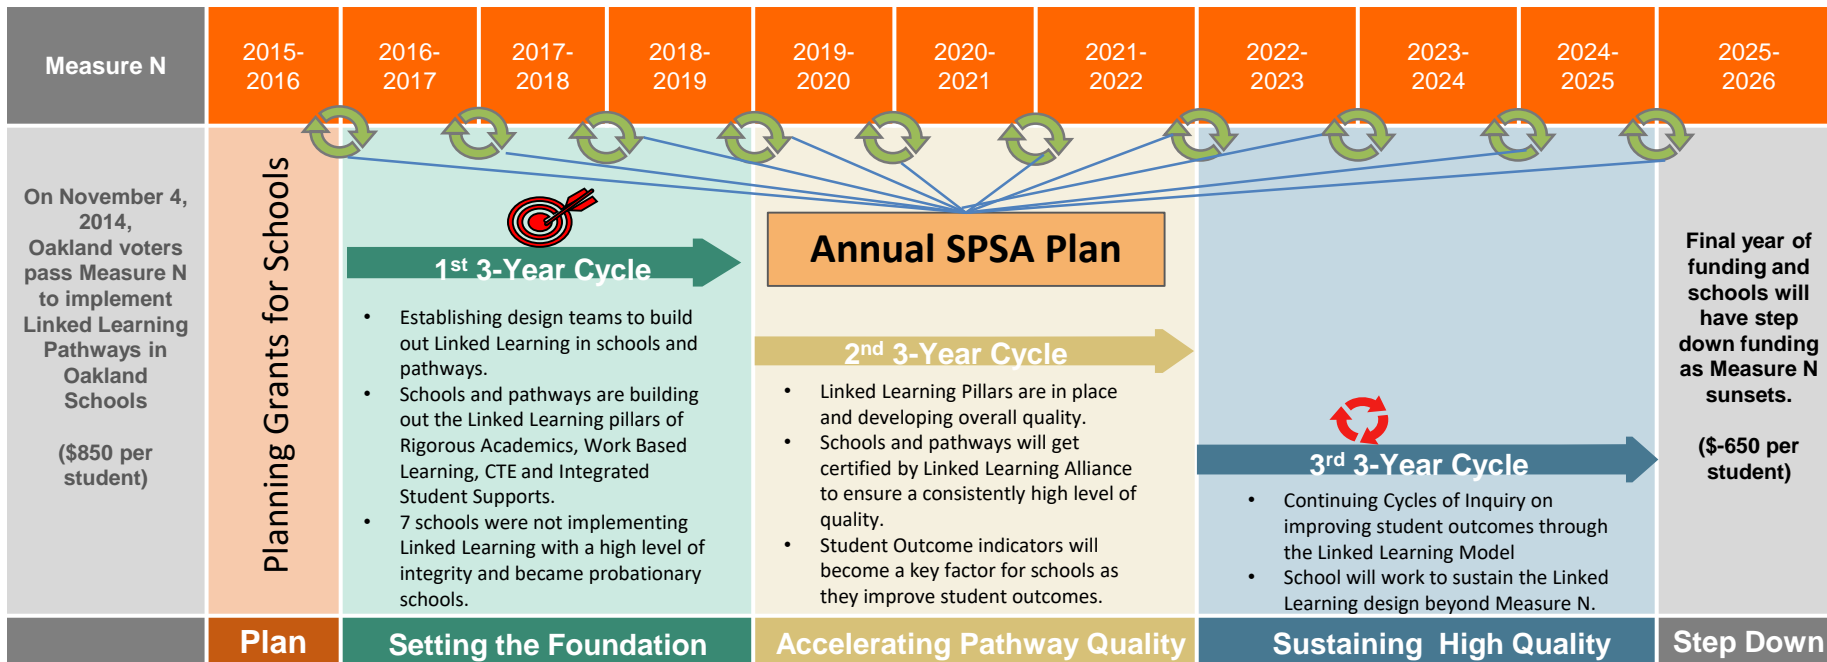 Measure N
2015-
2016
2016-
2017
2017-
2018
2018-
2019
2019-
2020
2020-
2021
2021-
2022
2022-
2023
2023-
2024
2024-
2025
2025-
2026
On November 4,
2014,
Oakland voters
pass Measure N
to implement
Linked Learning
Pathways in
Oakland
Schools
($850 per
student)
Planning Grants for Schools
1st 3-Year Cycle
• Establishing design teams to build
out Linked Learning in schools and
pathways.
• Schools and pathways are building
out the Linked Learning pillars of
Rigorous Academics, Work Based
Learning, CTE and Integrated
Student Supports.
• 7 schools were not implementing
Linked Learning with a high level of
integrity and became probationary
schools.
Annual SPSA Plan
2nd 3-Year Cycle
• Linked Learning Pillars are in place
and developing overall quality.
• Schools and pathways will get
certified by Linked Learning Alliance
to ensure a consistently high level of
quality.
• Student Outcome indicators will
become a key factor for schools as
they improve student outcomes.
3rd 3-Year Cycle
• Continuing Cycles of Inquiry on
improving student outcomes through
the Linked Learning Model
• School will work to sustain the Linked
Learning design beyond Measure N.
Final year of
funding and
schools will
have step
down funding
as Measure N
sunsets.
($-650 per
student)
Plan
Setting the Foundation
Accelerating Pathway Quality
Sustaining High Quality
Step Down